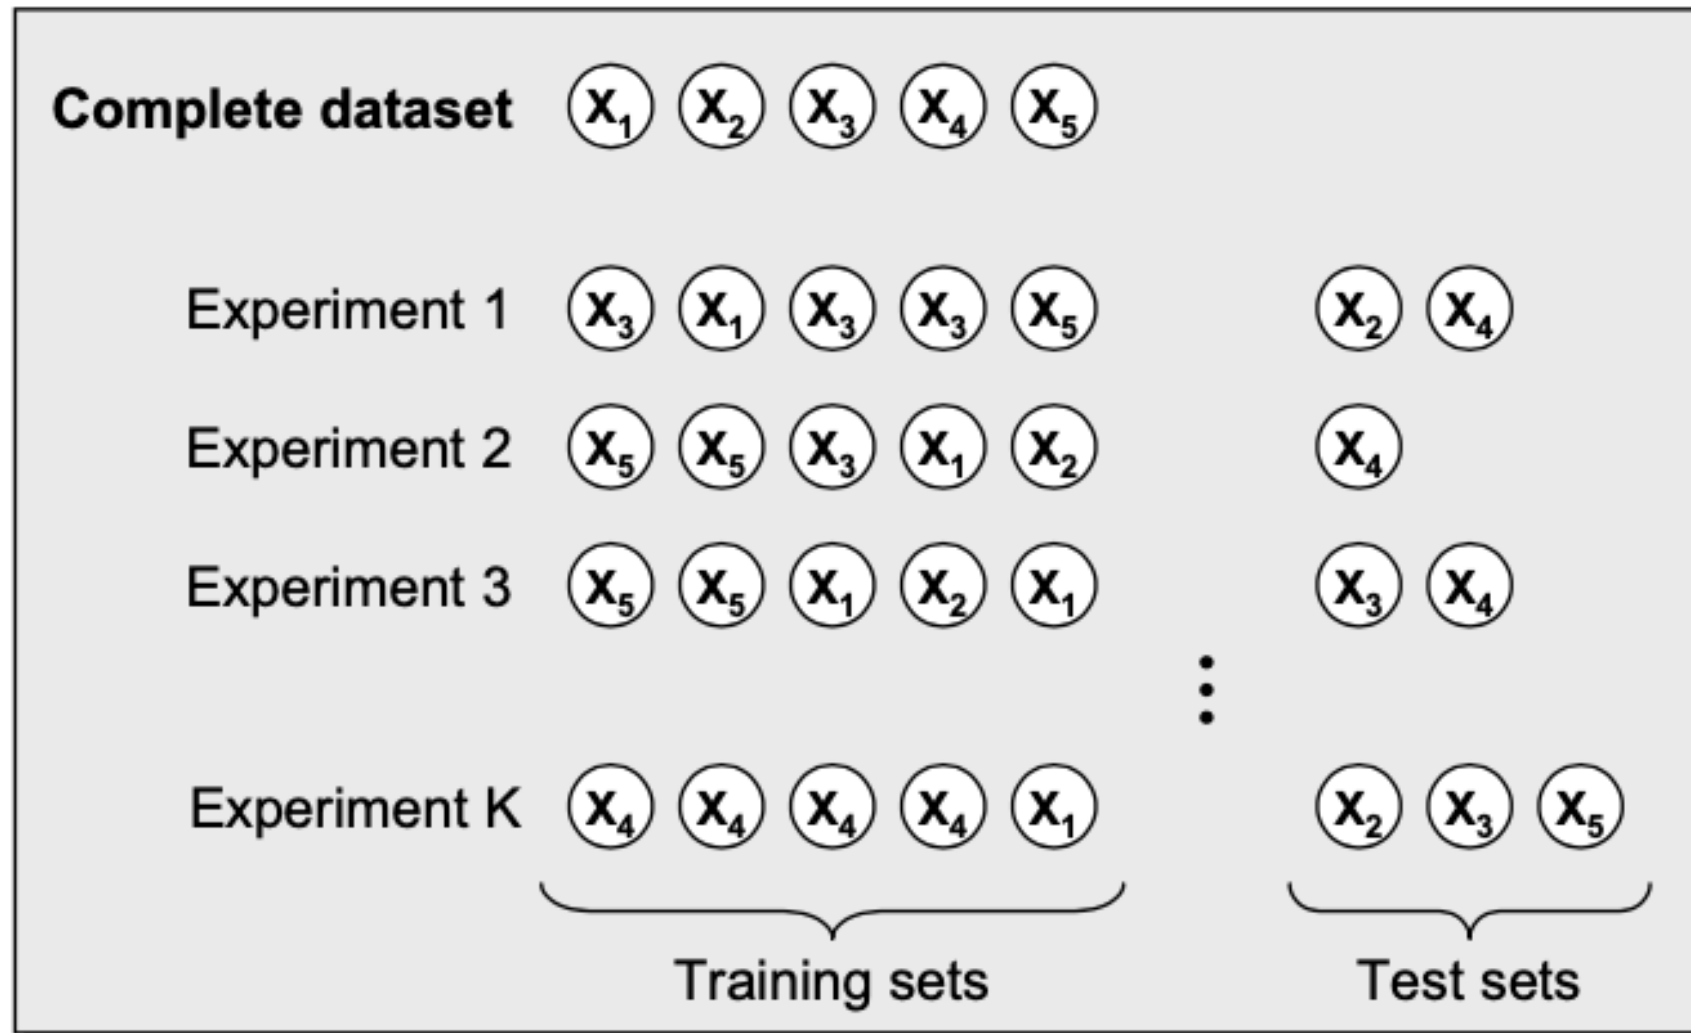 Complete dataset X₁ X₂ X₃ X₄ X₅
Experiment 1 X₃ X₁ X₃ X₃ X₅ X₂ X₄
Experiment 2 X₅ X₅ X₃ X₁ X₂ X₄
Experiment 3 X₅ X₅ X₁ X₂ X₁ X₃ X₄
Experiment K X₄ X₄ X₄ X₄ X₁ X₂ X₃ X₅
Training sets Test sets